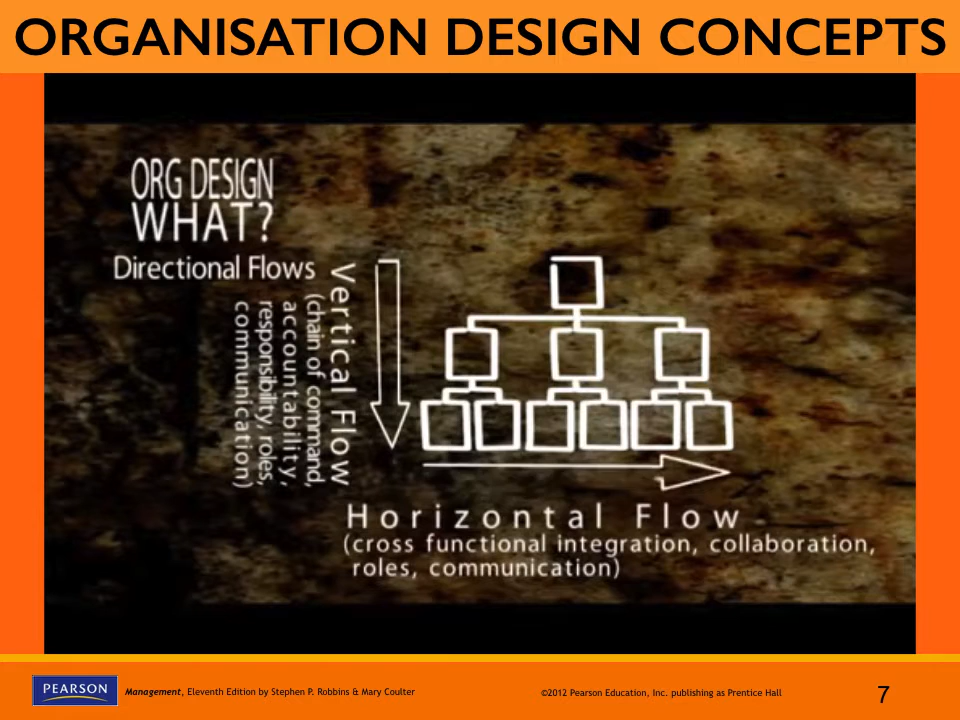 ORGANISATION DESIGN CONCEPTS
ORG DESIGN
WHAT?
Directional Flows
Vertical Flow
(chain of command,
accountability,
responsibility, roles,
communication)
Horizontal Flow
(cross functional integration, collaboration,
roles, communication)
PEARSON
Management, Eleventh Edition by Stephen P. Robbins & Mary Coulter
©2012 Pearson Education, Inc. publishing as Prentice Hall
7